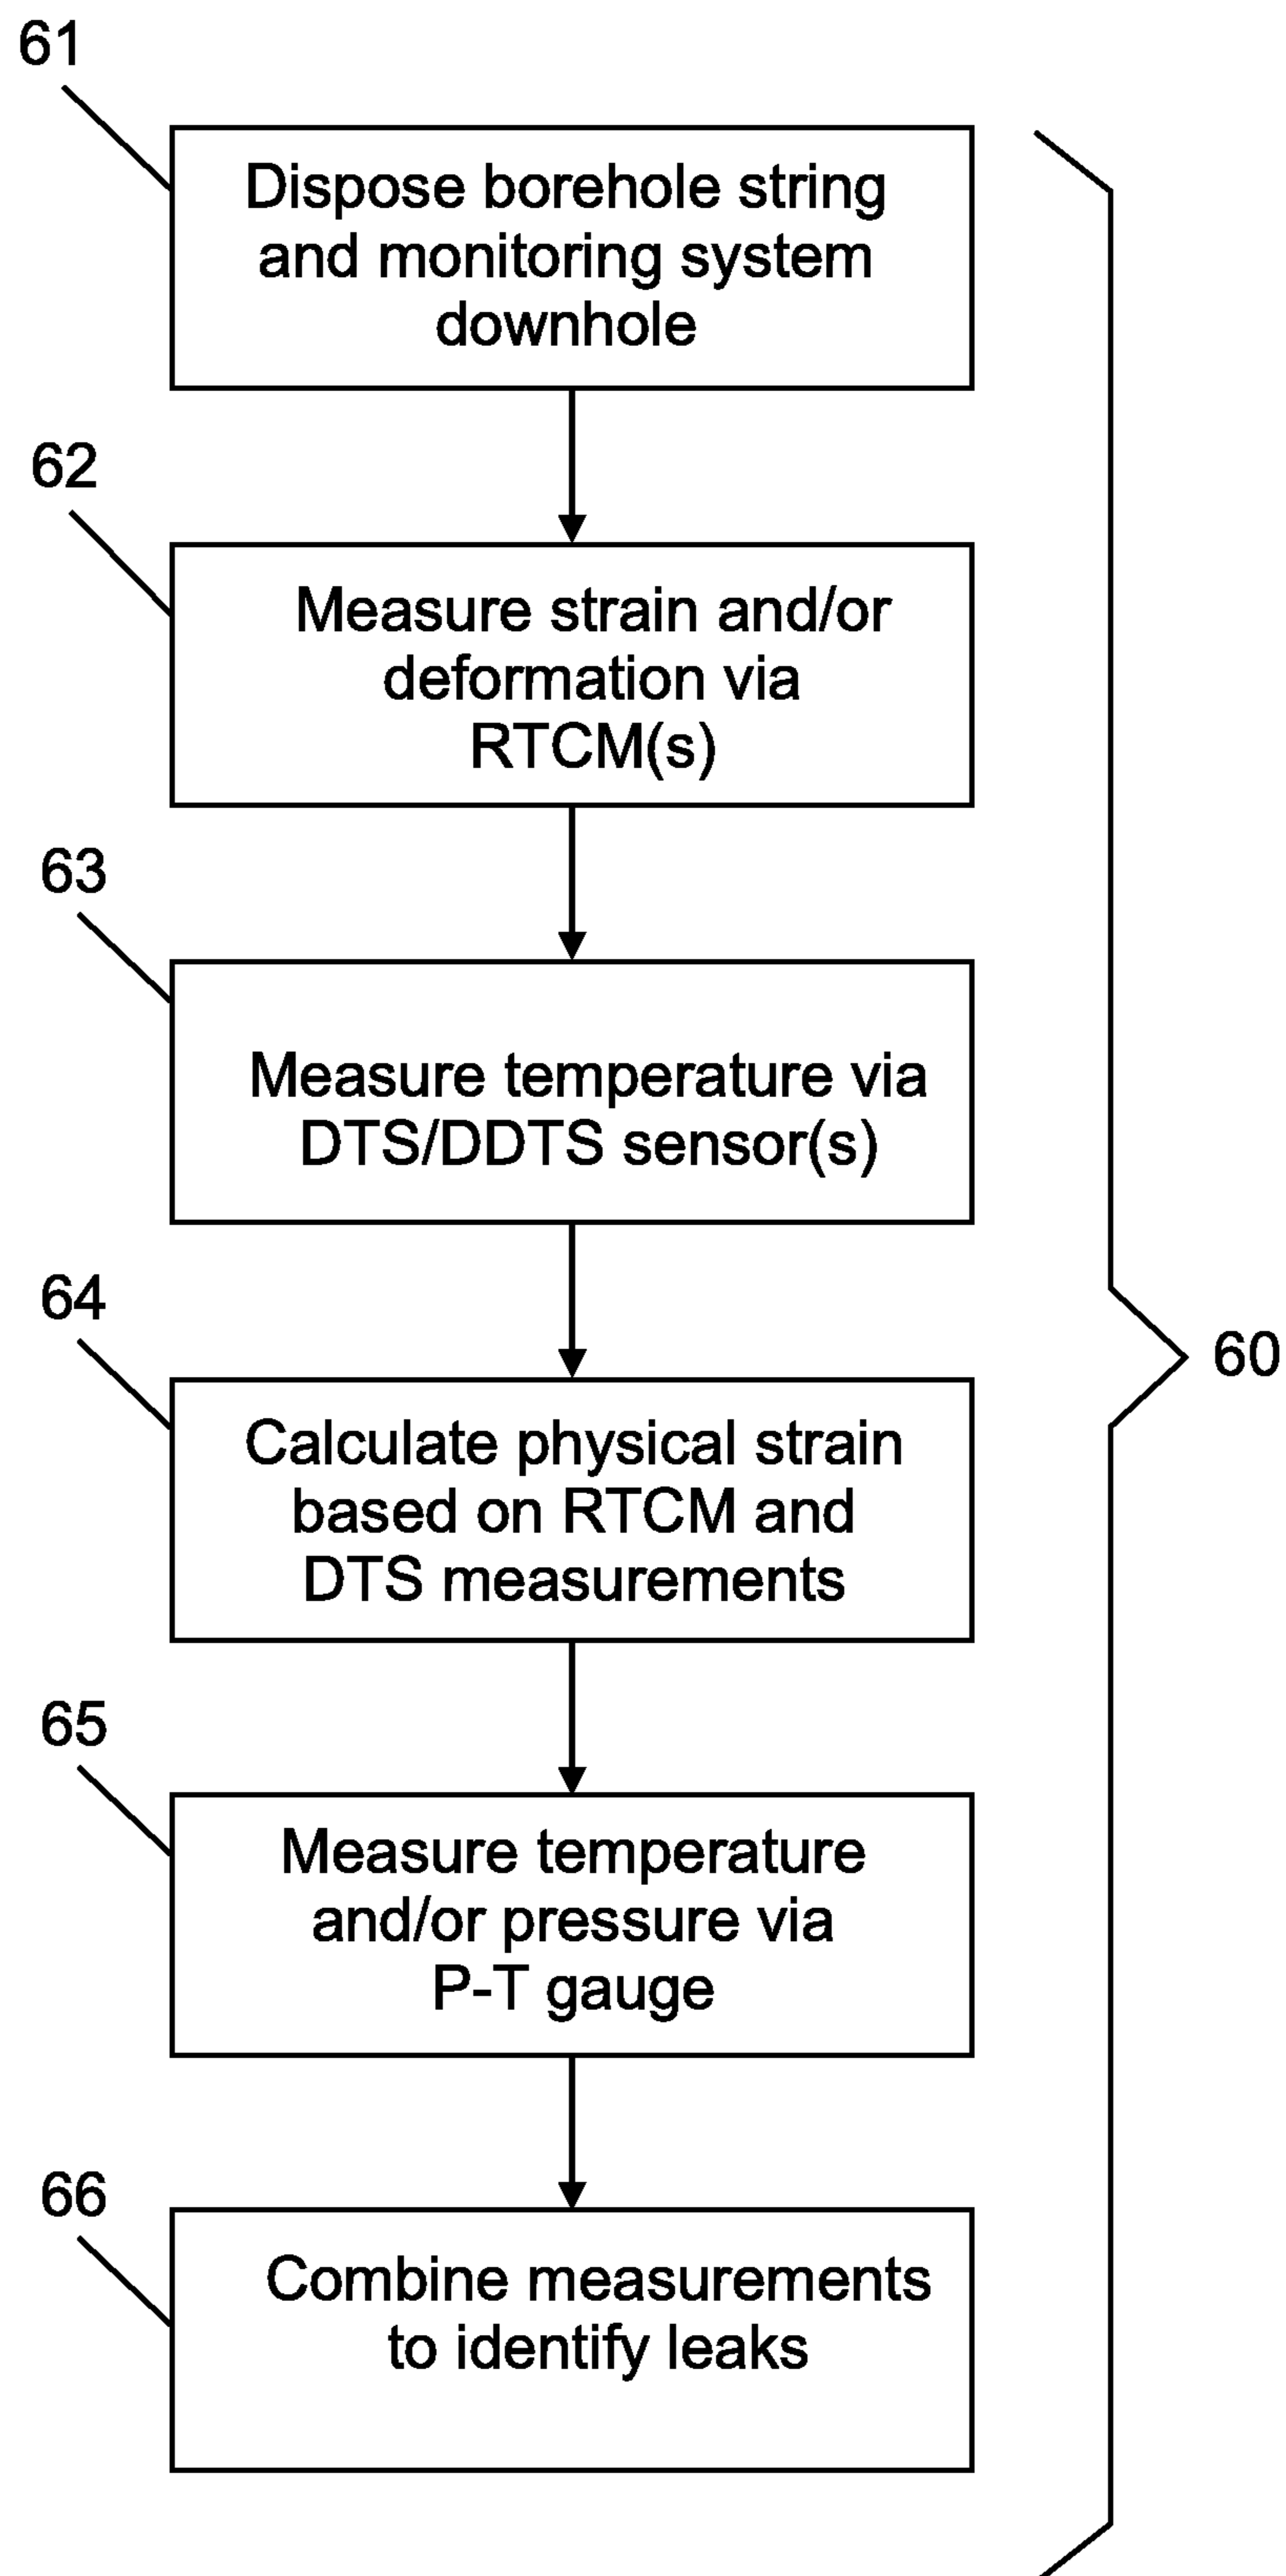 61
Dispose borehole string
and monitoring system
downhole
62
Measure strain and/or
deformation via
RTCM(s)
63
Measure temperature via
DTS/DDTS sensor(s)
64
Calculate physical strain
based on RTCM and
DTS measurements
60
65
Measure temperature
and/or pressure via
P-T gauge
66
Combine measurements
to identify leaks